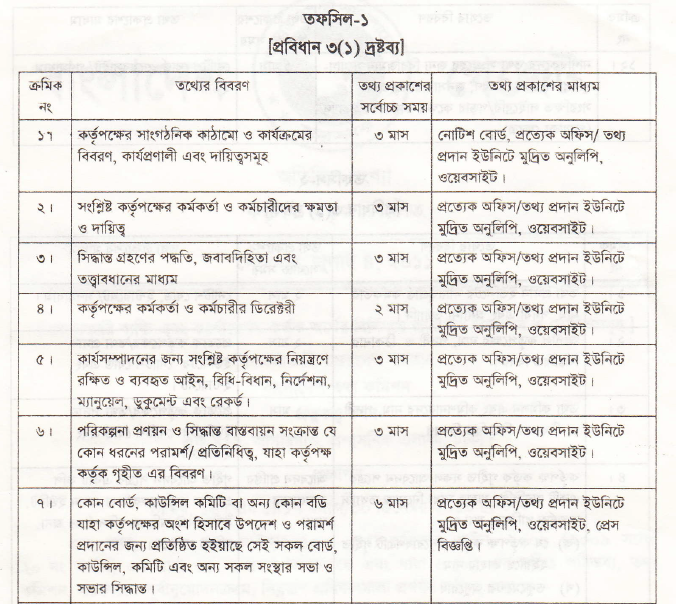 তফসিল-১
[প্রবিধান ৩(১) দ্রষ্টব্য]
ক্রমিক নং	তথ্যের বিবরণ	তথ্য প্রকাশের সর্বোচ্চ সময়	তথ্য প্রকাশের মাধ্যম
১৭	কর্তৃপক্ষের সাংগঠনিক কাঠামো ও কার্যক্রমের	৩ মাস	নোটিশ বোর্ড, প্রত্যেক অফিস/ তথ্য
বিবরণ, কার্যপ্রণালী এবং দায়িত্বসমূহ	প্রদান ইউনিটে মুদ্রিত অনুলিপি,
ওয়েবসাইট।
২।	সংশ্লিষ্ট কর্তৃপক্ষের কর্মকর্তা ও কর্মচারীদের ক্ষমতা	৩ মাস	প্রত্যেক অফিস/তথ্য প্রদান ইউনিটে
ও দায়িত্ব	মুদ্রিত অনুলিপি, ওয়েবসাইট।
৩।	সিদ্ধান্ত গ্রহণের পদ্ধতি, জবাবদিহিতা এবং	৩ মাস	প্রত্যেক অফিস/তথ্য প্রদান ইউনিটে
তত্ত্বাবধানের মাধ্যম	মুদ্রিত অনুলিপি, ওয়েবসাইট।
৪।	কর্তৃপক্ষের কর্মকর্তা ও কর্মচারীর ডিরেক্টরী	২ মাস	প্রত্যেক অফিস/তথ্য প্রদান ইউনিটে
মুদ্রিত অনুলিপি, ওয়েবসাইট।
৫।	কার্যসম্পাদনের জন্য সংশ্লিষ্ট কর্তৃপক্ষের নিয়ন্ত্রণে	৩ মাস	প্রত্যেক অফিস/তথ্য প্রদান ইউনিটে
রক্ষিত ও ব্যবহৃত আইন, বিধি-বিধান, নির্দেশনা,	মুদ্রিত অনুলিপি, ওয়েবসাইট।
ম্যানুয়েল, ডুকুমেন্ট এবং রেকর্ড।
৬।	পরিকল্পনা প্রণয়ন ও সিদ্ধান্ত বাস্তবায়ন সংক্রান্ত যে	৩ মাস	প্রত্যেক অফিস/তথ্য প্রদান ইউনিটে
কোন ধরনের পরামর্শ/ প্রতিনিধিত্ব, যাহা কর্তৃপক্ষ	মুদ্রিত অনুলিপি, ওয়েবসাইট।
কর্তৃক গৃহীত এর বিবরণ।
৭।	কোন বোর্ড, কাউন্সিল কমিটি বা অন্য কোন বডি	৬ মাস	প্রত্যেক অফিস/তথ্য প্রদান ইউনিটে
যাহা কর্তৃপক্ষের অংশ হিসাবে উপদেশ ও পরামর্শ	মুদ্রিত অনুলিপি, ওয়েবসাইট, প্রেস
প্রদানের জন্য প্রতিষ্ঠিত হইয়াছে সেই সকল বোর্ড,	বিজ্ঞপ্তি।
কাউন্সিল, কমিটি এবং অন্য সকল সংস্থার সভা ও
সভার সিদ্ধান্ত।